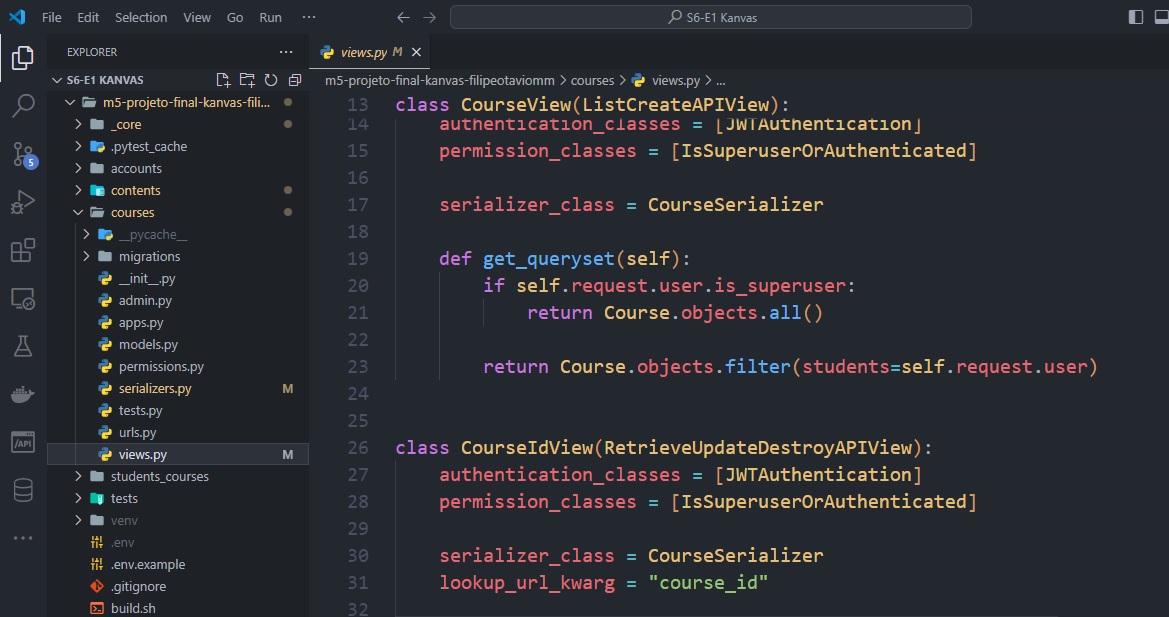 File Edit Selection View Go Run ···
S6-E1 Kanvas
EXPLORER
views.py M
S6-E1 KANVAS
m5-projeto-final-kanvas-filipeotaviomm > courses > views.py > ...
m5-projeto-final-kanvas-fili...
_core
.pytest_cache
accounts
contents
courses
__pycache__
migrations
__init__.py
admin.py
apps.py
models.py
permissions.py
serializers.py M
tests.py
urls.py
views.py M
students_courses
tests
venv
.env
.env.example
.gitignore
build.sh
5
/API
13 class CourseView(ListCreateAPIView):
14 authentication_classes = [JWTAuthentication]
15 permission_classes = [IsSuperuserOrAuthenticated]
16
17 serializer_class = CourseSerializer
18
19 def get_queryset(self):
20 if self.request.user.is_superuser:
21 return Course.objects.all()
22
23 return Course.objects.filter(students=self.request.user)
24
25
26 class CourseIdView(RetrieveUpdateDestroyAPIView):
27 authentication_classes = [JWTAuthentication]
28 permission_classes = [IsSuperuserOrAuthenticated]
29
30 serializer_class = CourseSerializer
31 lookup_url_kwarg = "course_id"
32